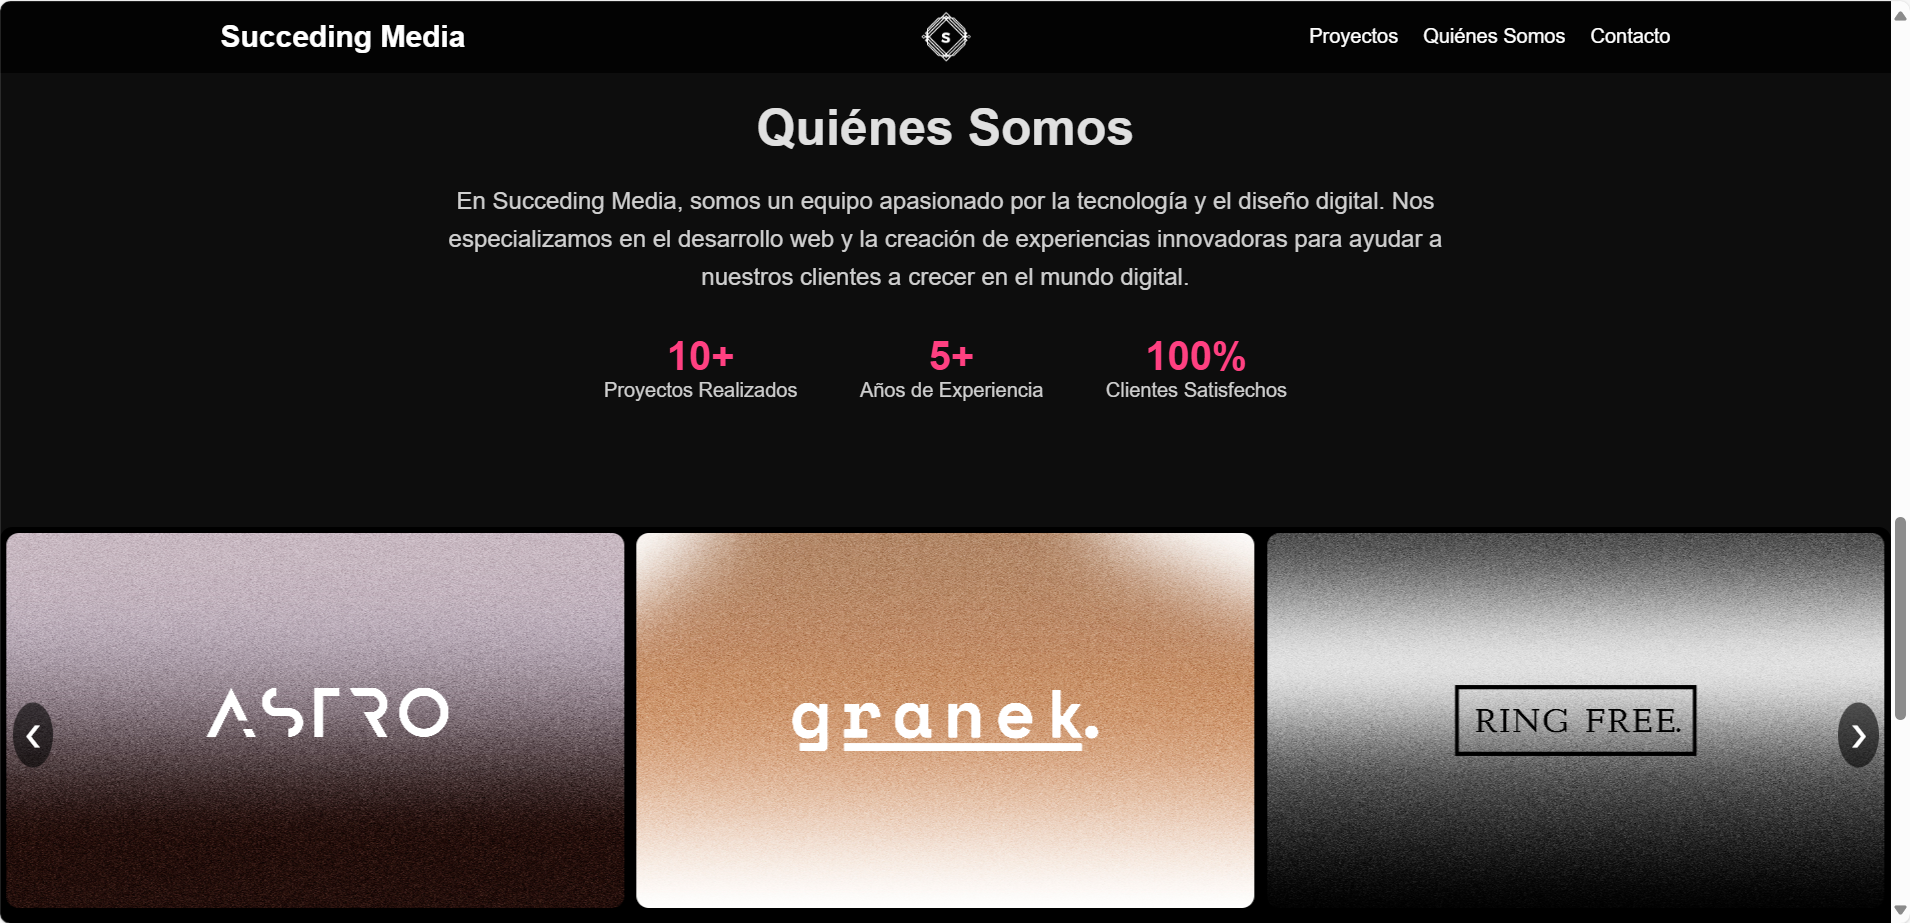 Succeding Media
S
Proyectos Quiénes Somos Contacto
Quiénes Somos
En Succeding Media, somos un equipo apasionado por la tecnología y el diseño digital. Nos
especializamos en el desarrollo web y la creación de experiencias innovadoras para ayudar a
nuestros clientes a crecer en el mundo digital.
10+ 5+ 100%
Proyectos Realizados Años de Experiencia Clientes Satisfechos
ASTRO
granek.
RING FREE.